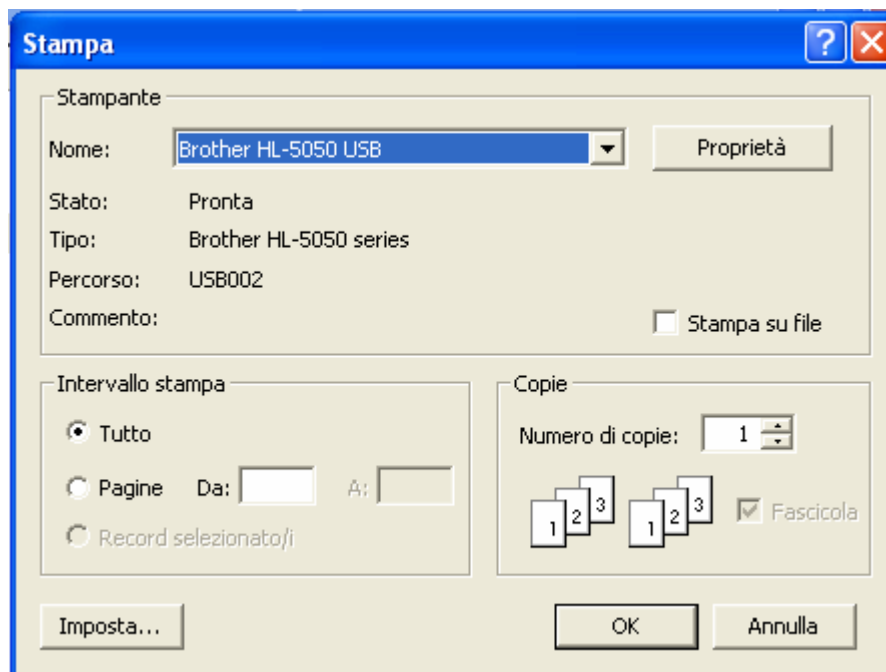 Stampa
Stampante
Nome: Brother HL-5050 USB Proprietà
Stato: Pronta
Tipo: Brother HL-5050 series
Percorso: USB002
Commento: Stampa su file
Intervallo stampa
Tutto
Pagine Da: A:
Record selezionato/i
Copie
Numero di copie: 1
1 2 3 1 2 3 Fascicola
Imposta... OK Annulla